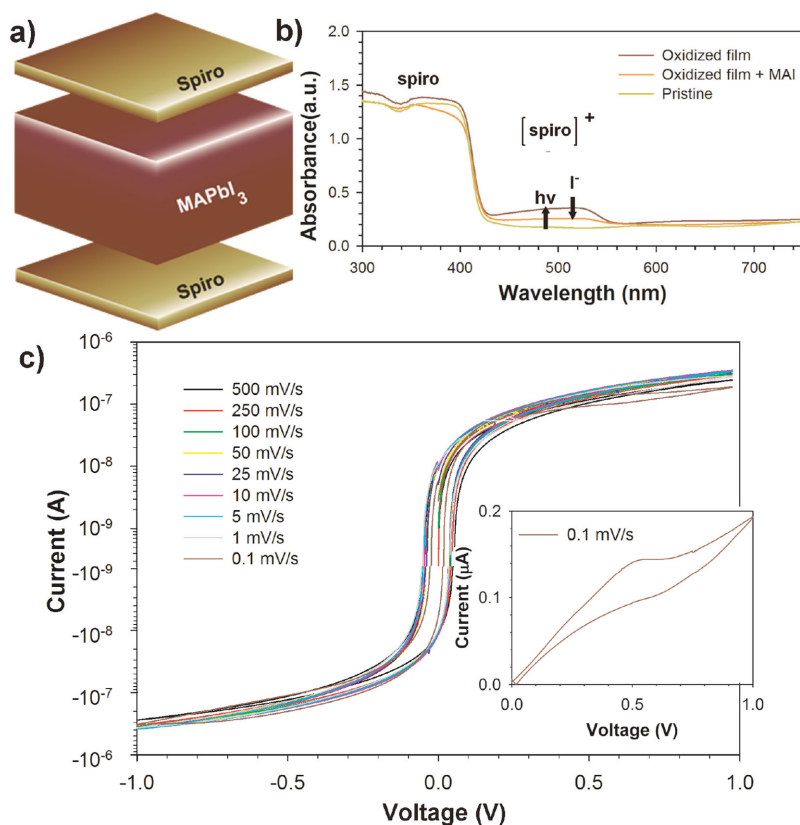 a)
Spiro
MAPbI3
Spiro
b)
Absorbance(a.u.)
2.0
1.5
1.0
0.5
0.0
spiro
[spiro]+
hν
I-
Oxidized film
Oxidized film + MAI
Pristine
300 400 500 600 700
Wavelength (nm)
c)
Current (A)
10-6
10-7
10-8
10-9
-10-9
-10-8
-10-7
-10-6
500 mV/s
250 mV/s
100 mV/s
50 mV/s
25 mV/s
10 mV/s
5 mV/s
1 mV/s
0.1 mV/s
Current (µA)
0.2
0.1
0.0
0.1 mV/s
0.0 0.5 1.0
Voltage (V)
-1.0 -0.5 0.0 0.5 1.0
Voltage (V)